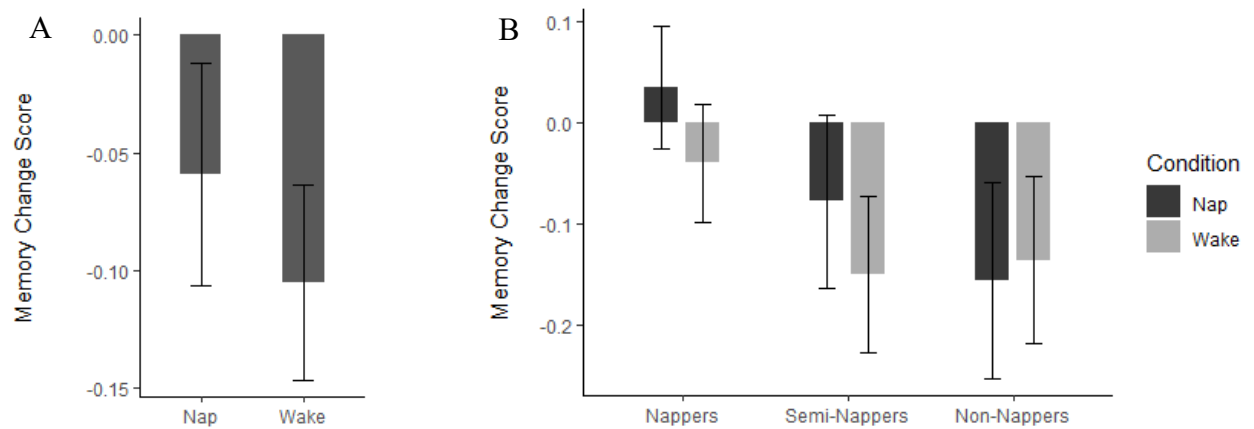 A
Memory Change Score
0.00
-0.05
-0.10
-0.15
Nap
Wake
B
Memory Change Score
0.1
0.0
-0.1
-0.2
Nappers
Semi-Nappers
Non-Nappers
Condition
Nap
Wake